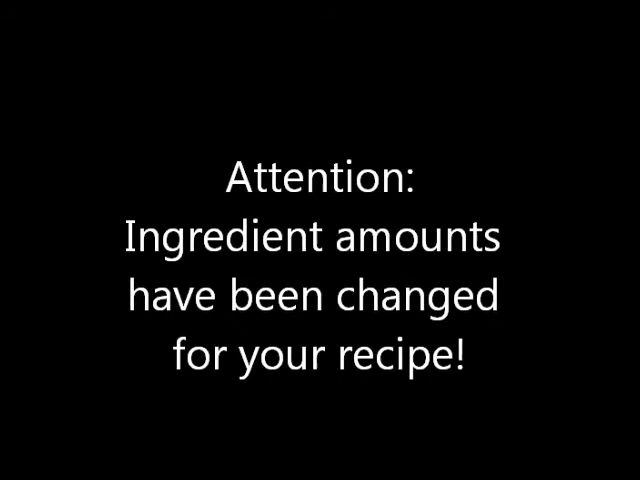 Attention:
Ingredient amounts
have been changed
for your recipe!